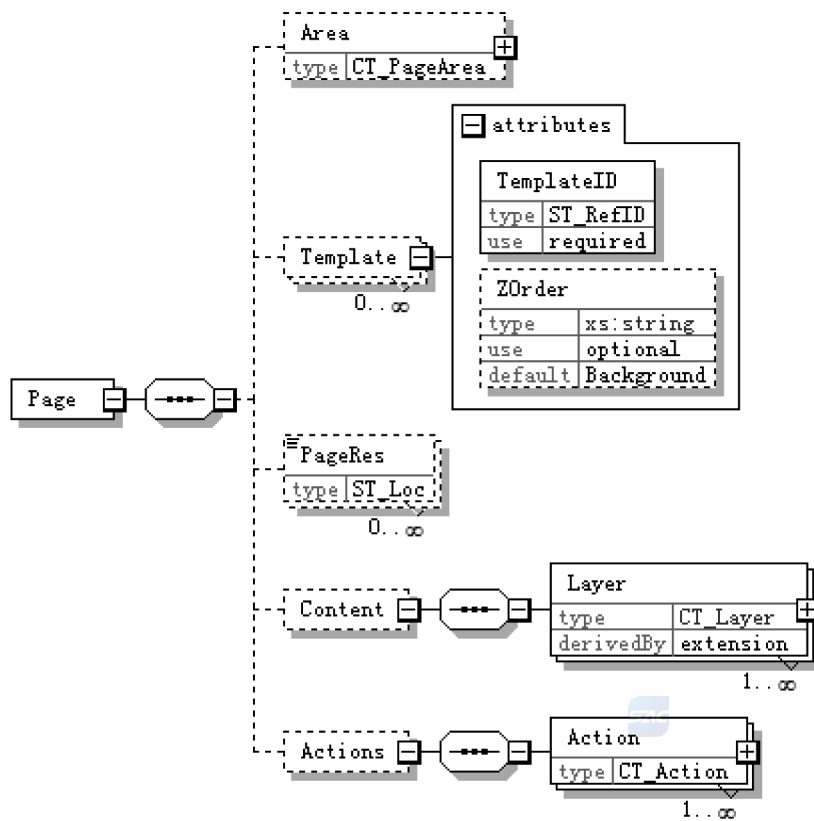 Area
type CT_PageArea
attributes
TemplateID
type ST_RefID
use required
Template
0..∞
ZOrder
type xs:string
use optional
default Background
Page
PageRes
type ST_Loc
0..∞
Content
Layer
type CT_Layer
derivedBy extension
1..∞
SAC
Actions
Action
type CT_Action
1..∞